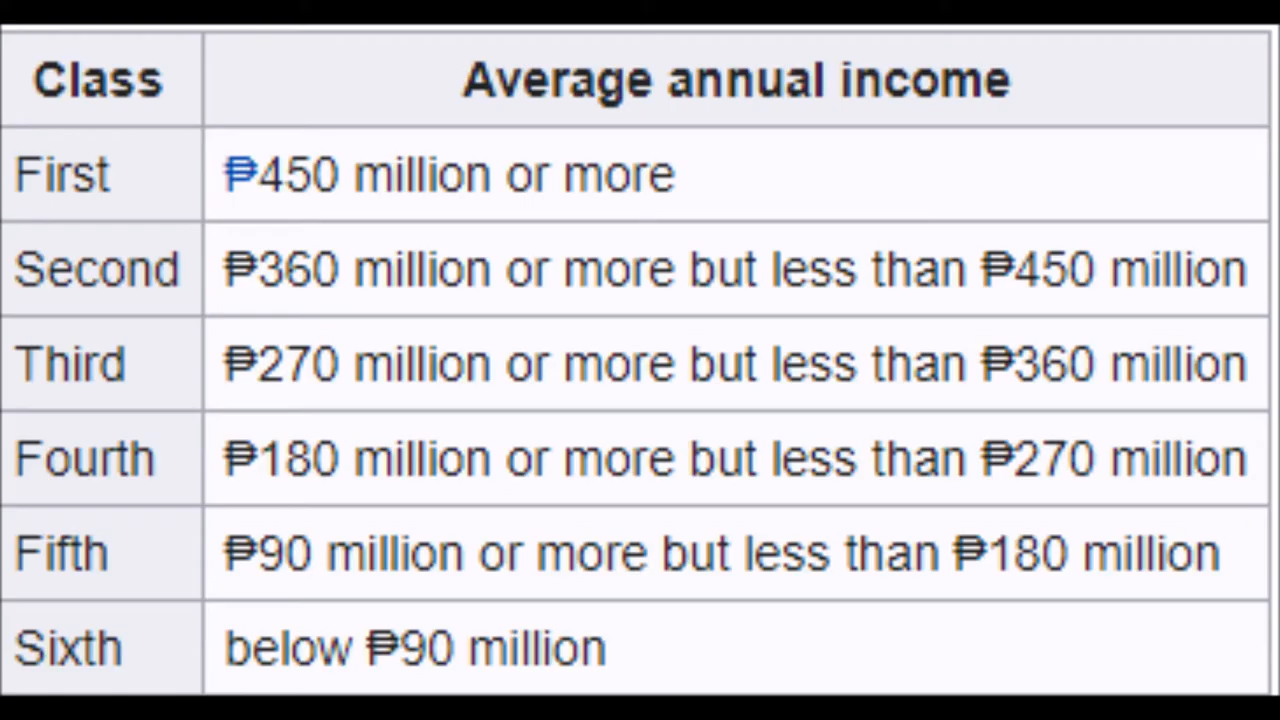 Class Average annual income
First ₱450 million or more
Second ₱360 million or more but less than ₱450 million
Third ₱270 million or more but less than ₱360 million
Fourth ₱180 million or more but less than ₱270 million
Fifth ₱90 million or more but less than ₱180 million
Sixth below ₱90 million